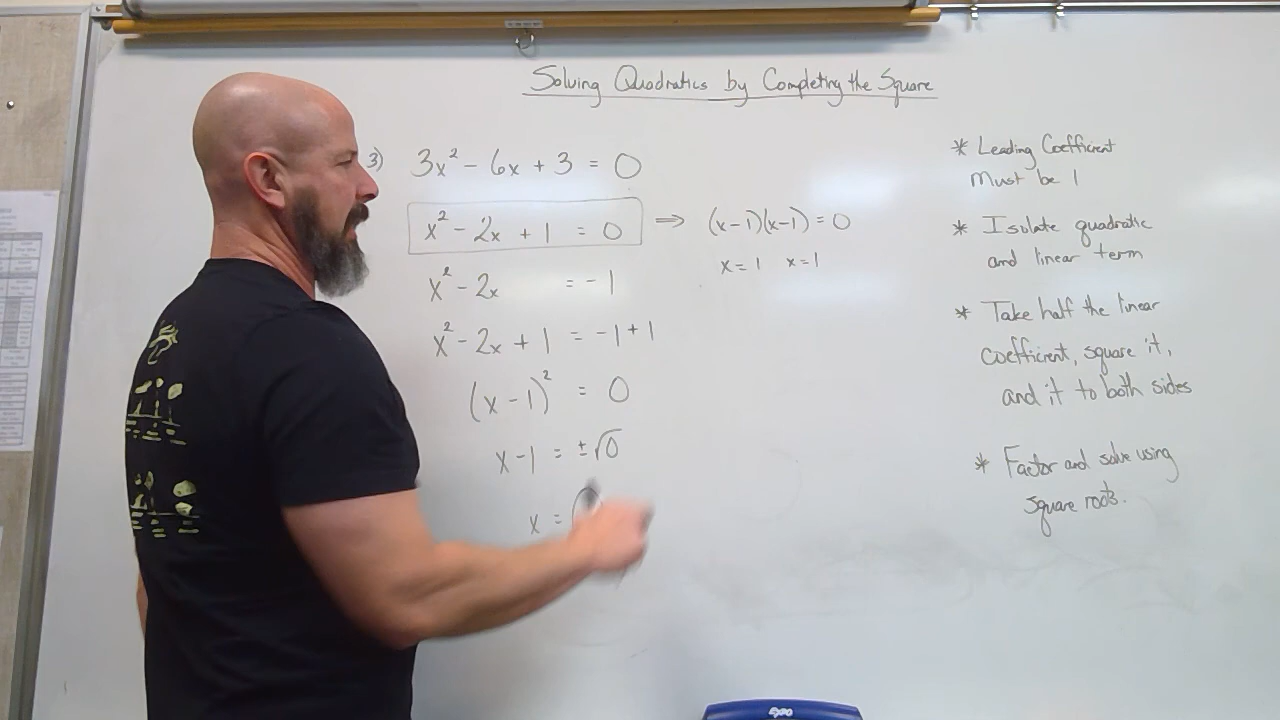 Solving Quadratics by Completing the Square
3) 3x² - 6x + 3 = 0
x² - 2x + 1 = 0 ⇒ (x-1)(x-1) = 0
x = 1 x = 1
x² - 2x = -1
x² - 2x + 1 = -1 + 1
(x - 1)² = 0
x - 1 = ±√0
x =
* Leading Coefficient
Must be 1
* Isolate quadratic
and linear term
* Take half the linear
coefficient, square it,
and it to both sides
* Factor and solve using
square roots.
EXPO